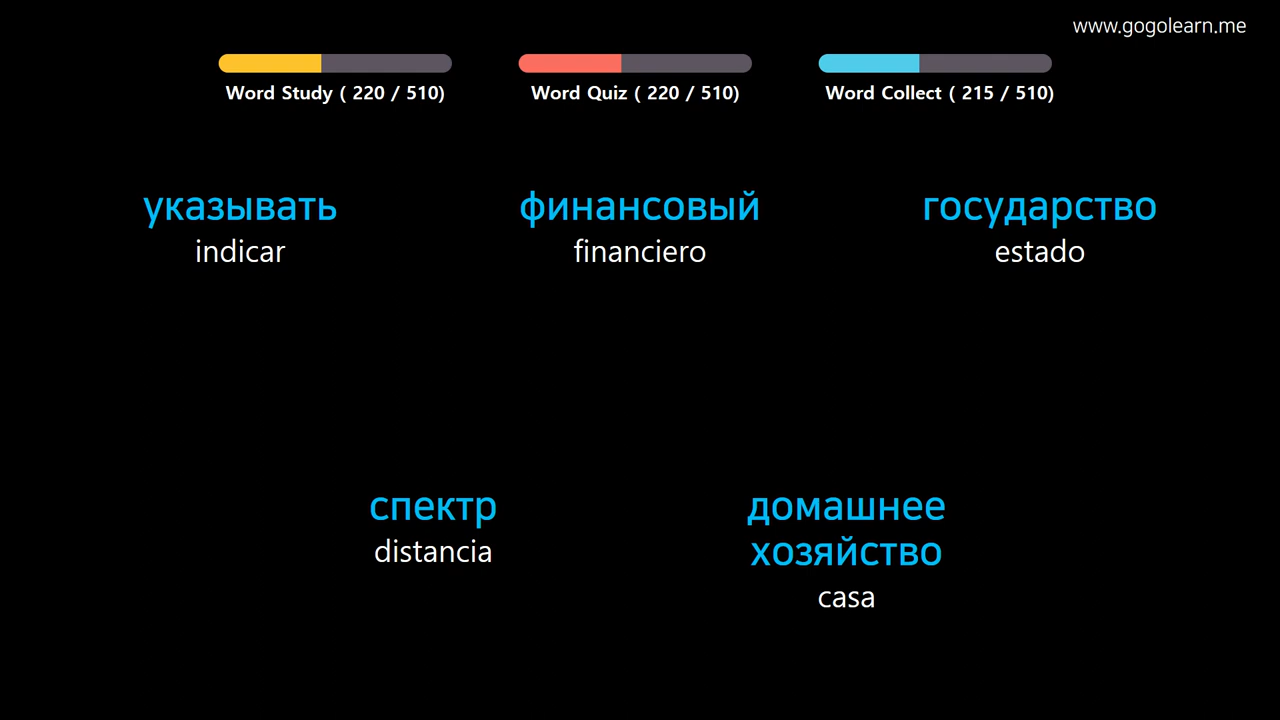 www.gogolearn.me
Word Study ( 220 / 510)
Word Quiz ( 220 / 510)
Word Collect ( 215 / 510)
указывать
indicar
финансовый
financiero
государство
estado
спектр
distancia
домашнее
хозяйство
casa